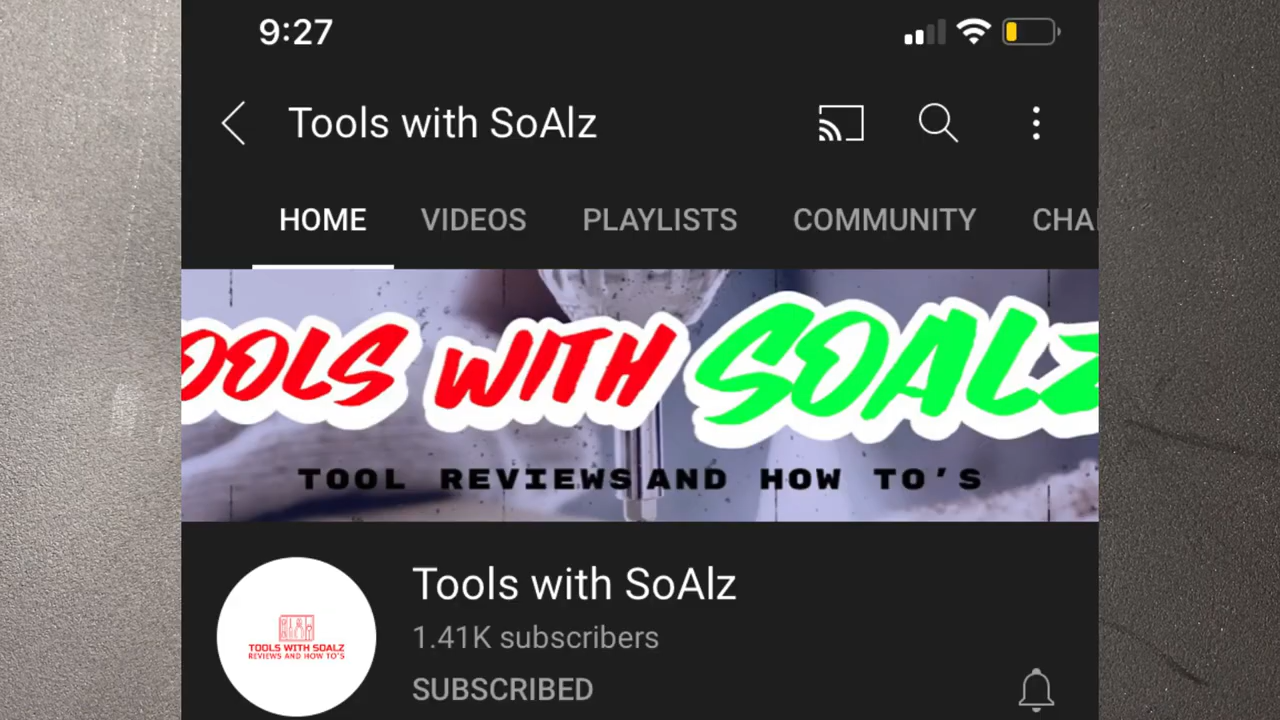 9:27
Tools with SoAlz
HOME VIDEOS PLAYLISTS COMMUNITY CHA
OOLS WITH SOALZ
TOOL REVIEWS AND HOW TO'S
TOOLS WITH SOALZ
REVIEWS AND HOW TO'S
Tools with SoAlz
1.41K subscribers
SUBSCRIBED